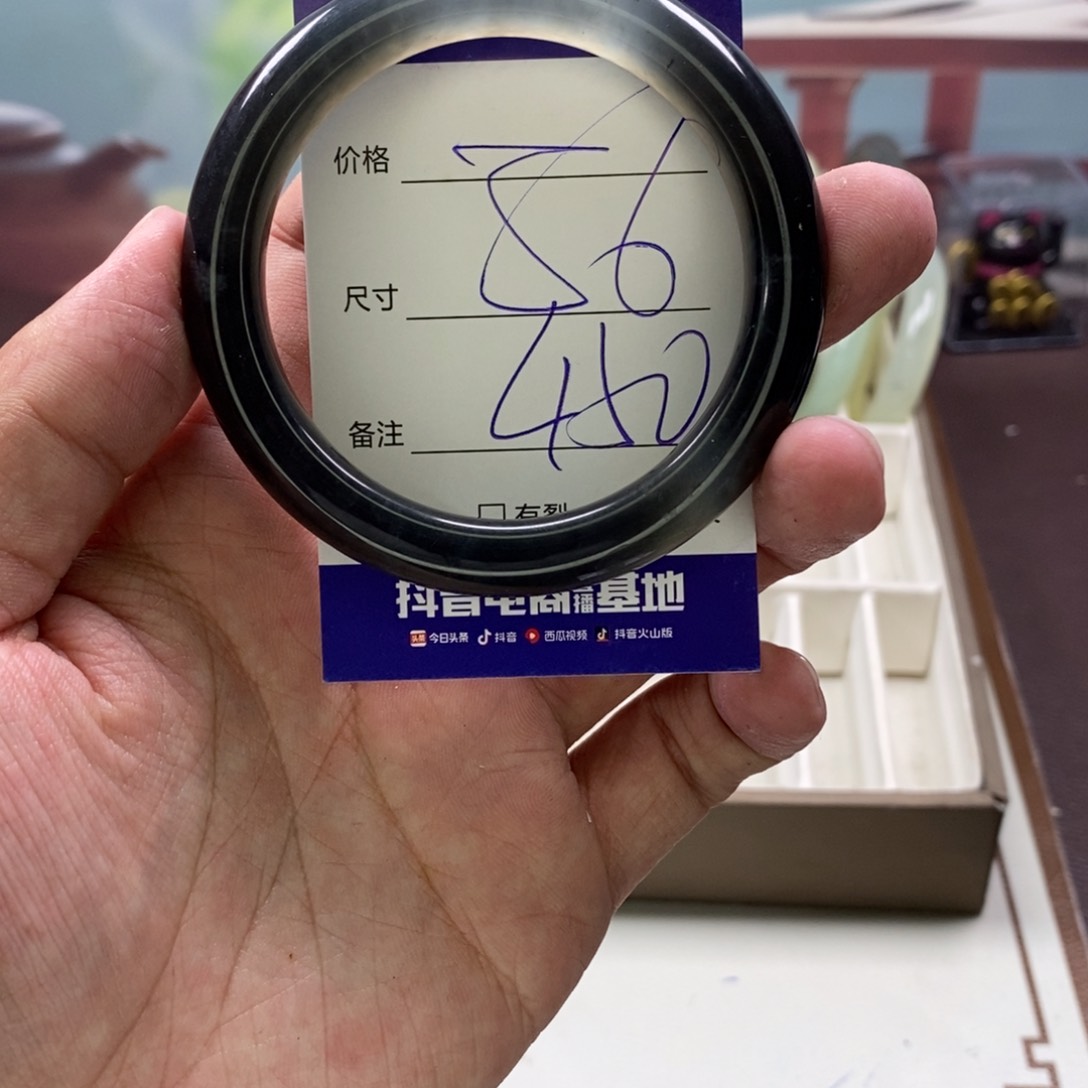 价格
56
尺寸
450
备注
有裂
抖音电商直播基地
今日头条 抖音 西瓜视频 抖音火山版